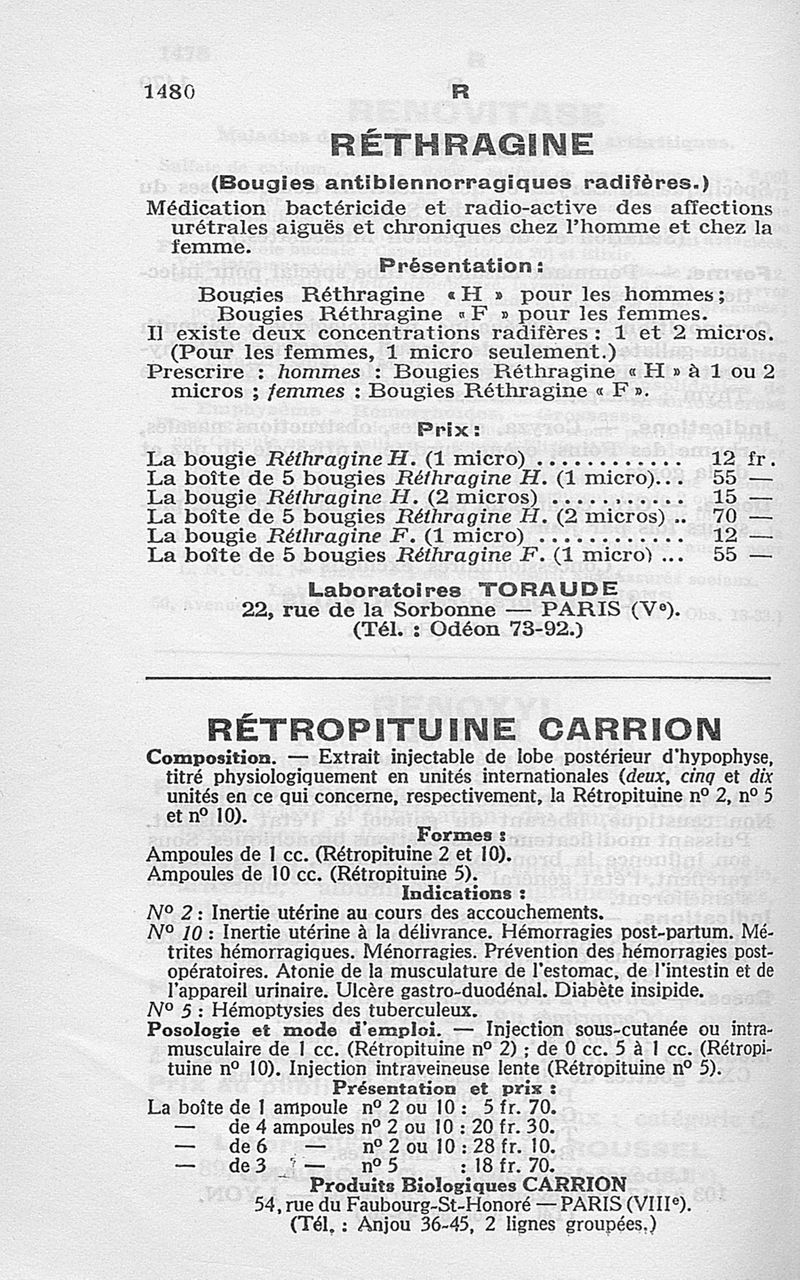 1480
R
RÉTHRAGINE
(Bougies antiblennorragiques radifères.)
Médication bactéricide et radio-active des affections
urétrales aiguës et chroniques chez l'homme et chez la
femme.
Présentation :
Bougies Réthragine « H » pour les hommes ;
Bougies Réthragine « F » pour les femmes.
Il existe deux concentrations radifères : 1 et 2 micros.
(Pour les femmes, 1 micro seulement.)
Prescrire : hommes : Bougies Réthragine « H » à 1 ou 2
micros ; femmes : Bougies Réthragine « F ».
Prix :
La bougie Réthragine H. (1 micro) ............ 12 fr.
La boîte de 5 bougies Réthragine H. (1 micro)... 55 —
La bougie Réthragine H. (2 micros) ........... 15 —
La boîte de 5 bougies Réthragine H. (2 micros) .. 70 —
La bougie Réthragine F. (1 micro) ............ 12 —
La boîte de 5 bougies Réthragine F. (1 micro) ... 55 —
Laboratoires TORAUDE
22, rue de la Sorbonne — PARIS (Ve).
(Tél. : Odéon 73-92.)
RÉTROPITUINE CARRION
Composition. — Extrait injectable de lobe postérieur d'hypophyse,
titré physiologiquement en unités internationales (deux, cinq et dix
unités en ce qui concerne, respectivement, la Rétropituine nº 2, nº 5
et nº 10).
Formes :
Ampoules de 1 cc. (Rétropituine 2 et 10).
Ampoules de 10 cc. (Rétropituine 5).
Indications :
Nº 2 : Inertie utérine au cours des accouchements.
Nº 10 : Inertie utérine à la délivrance. Hémorragies post-partum. Mé-
trites hémorragiques. Ménorragies. Prévention des hémorragies post-
opératoires. Atonie de la musculature de l'estomac, de l'intestin et de
l'appareil urinaire. Ulcère gastro-duodénal. Diabète insipide.
Nº 5 : Hémoptysies des tuberculeux.
Posologie et mode d'emploi. — Injection sous-cutanée ou intra-
musculaire de 1 cc. (Rétropituine nº 2) ; de 0 cc. 5 à 1 cc. (Rétropi-
tuine nº 10). Injection intraveineuse lente (Rétropituine nº 5).
Présentation et prix :
La boîte de 1 ampoule nº 2 ou 10 : 5 fr. 70.
— de 4 ampoules nº 2 ou 10 : 20 fr. 30.
— de 6 — nº 2 ou 10 : 28 fr. 10.
— de 3 — nº 5 : 18 fr. 70.
Produits Biologiques CARRION
54, rue du Faubourg-St-Honoré — PARIS (VIIIe).
(Tél. : Anjou 36-45, 2 lignes groupées.)